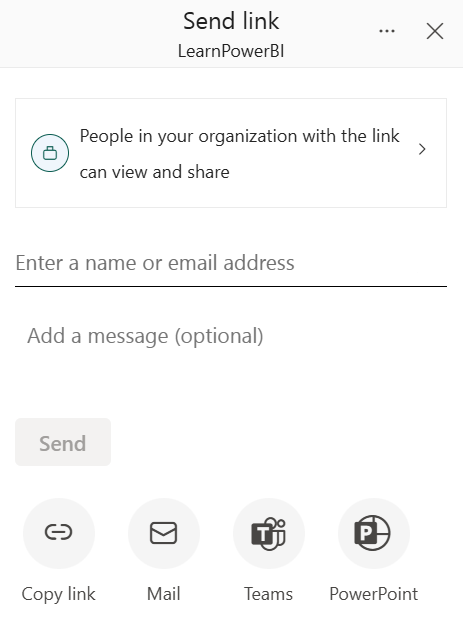 Send link
LearnPowerBI
People in your organization with the link
can view and share
Enter a name or email address
Add a message (optional)
Send
Copy link
Mail
Teams
PowerPoint